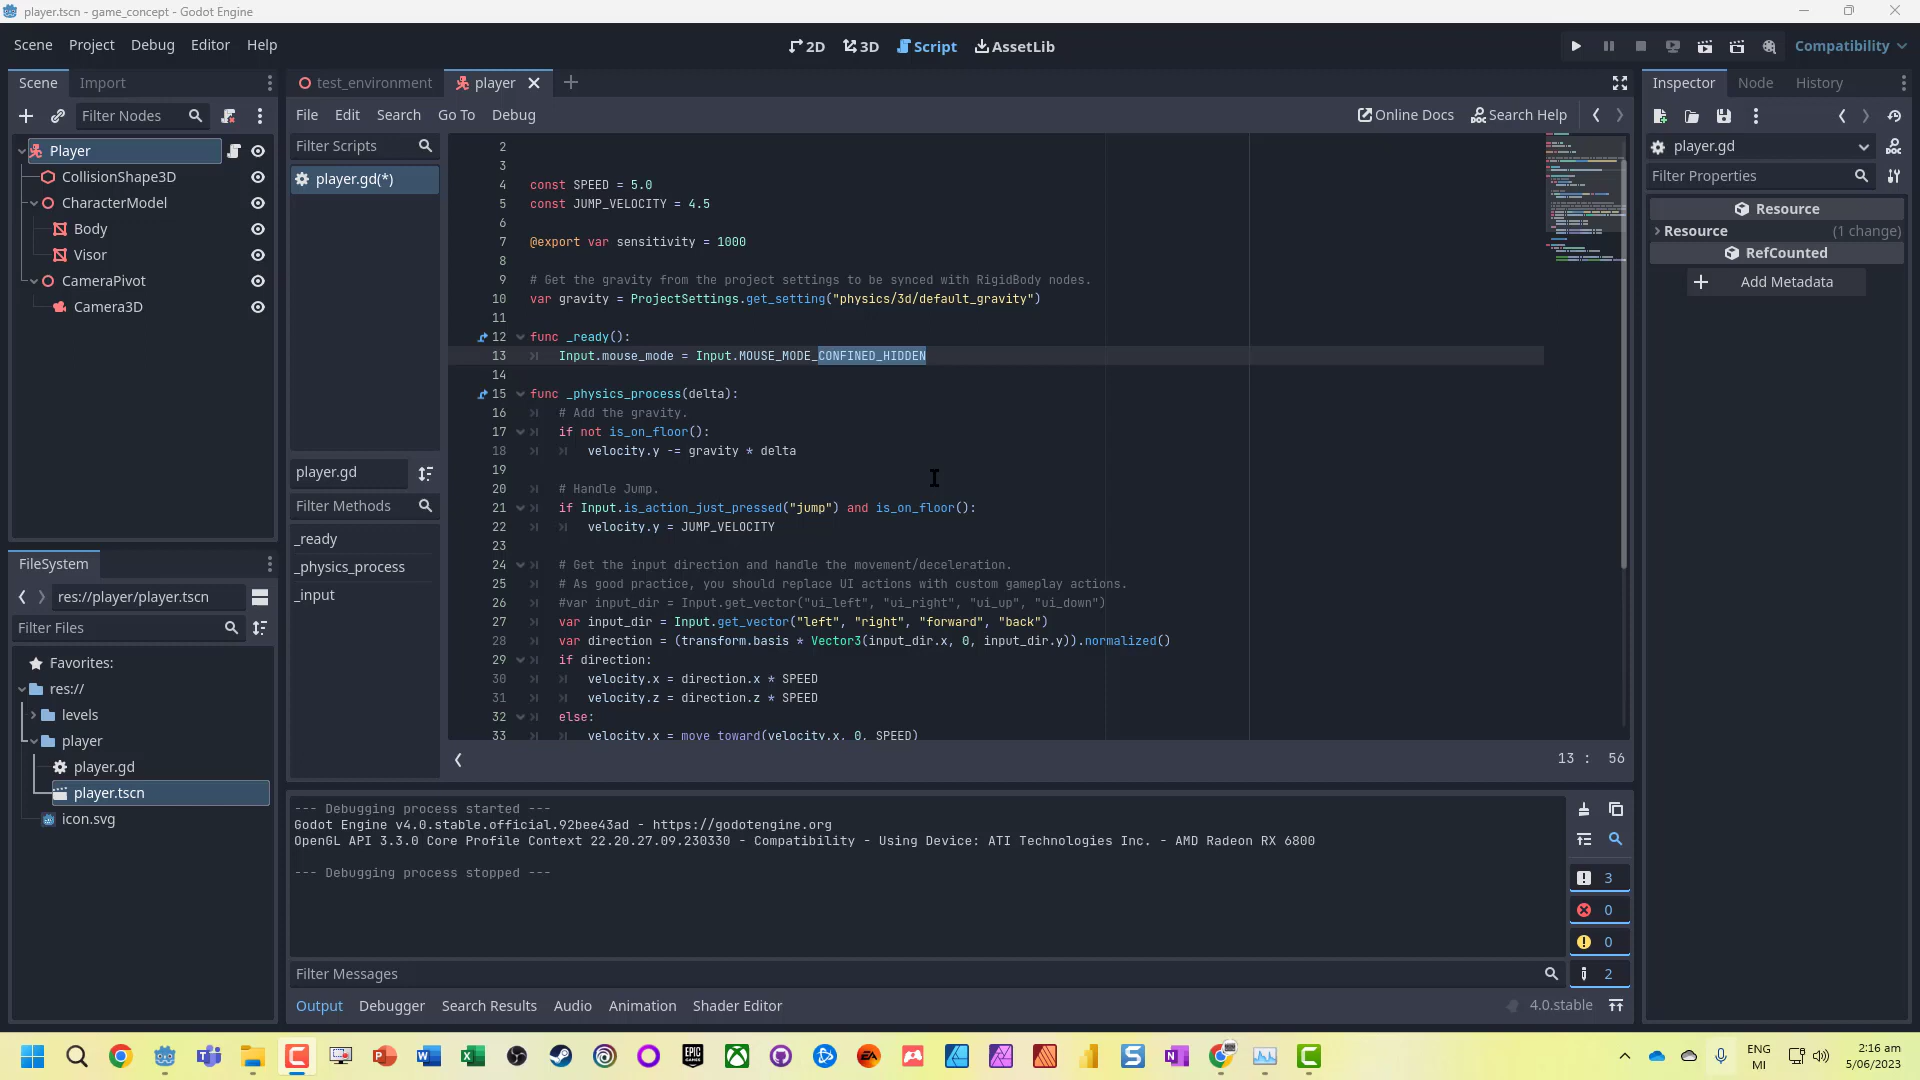 player.tscn - game_concept - Godot Engine
Scene Project Debug Editor Help
2D 3D Script AssetLib
Compatibility
Scene Import
Filter Nodes
Player
CollisionShape3D
CharacterModel
Body
Visor
CameraPivot
Camera3D
FileSystem
res://player/player.tscn
Filter Files
Favorites:
res://
levels
player
player.gd
player.tscn
icon.svg
test_environment player
File Edit Search Go To Debug
Online Docs Search Help
Filter Scripts
player.gd(*)
player.gd
Filter Methods
_ready
_physics_process
_input
2
3
4 const SPEED = 5.0
5 const JUMP_VELOCITY = 4.5
6
7 @export var sensitivity = 1000
8
9 # Get the gravity from the project settings to be synced with RigidBody nodes.
10 var gravity = ProjectSettings.get_setting("physics/3d/default_gravity")
11
12 func _ready():
13 Input.mouse_mode = Input.MOUSE_MODE_CONFINED_HIDDEN
14
15 func _physics_process(delta):
16 # Add the gravity.
17 if not is_on_floor():
18 velocity.y -= gravity * delta
19
20 # Handle Jump.
21 if Input.is_action_just_pressed("jump") and is_on_floor():
22 velocity.y = JUMP_VELOCITY
23
24 # Get the input direction and handle the movement/deceleration.
25 # As good practice, you should replace UI actions with custom gameplay actions.
26 #var input_dir = Input.get_vector("ui_left", "ui_right", "ui_up", "ui_down")
27 var input_dir = Input.get_vector("left", "right", "forward", "back")
28 var direction = (transform.basis * Vector3(input_dir.x, 0, input_dir.y)).normalized()
29 if direction:
30 velocity.x = direction.x * SPEED
31 velocity.z = direction.z * SPEED
32 else:
33 velocity.x = move_toward(velocity.x, 0, SPEED)
13 : 56
--- Debugging process started ---
Godot Engine v4.0.stable.official.92bee43ad - https://godotengine.org
OpenGL API 3.3.0 Core Profile Context 22.20.27.09.230330 - Compatibility - Using Device: ATI Technologies Inc. - AMD Radeon RX 6800
--- Debugging process stopped ---
3
0
0
2
Filter Messages
Output Debugger Search Results Audio Animation Shader Editor
4.0.stable
Inspector Node History
player.gd
Filter Properties
Resource
Resource (1 change)
RefCounted
Add Metadata
ENG
MI
2:16 am
5/06/2023